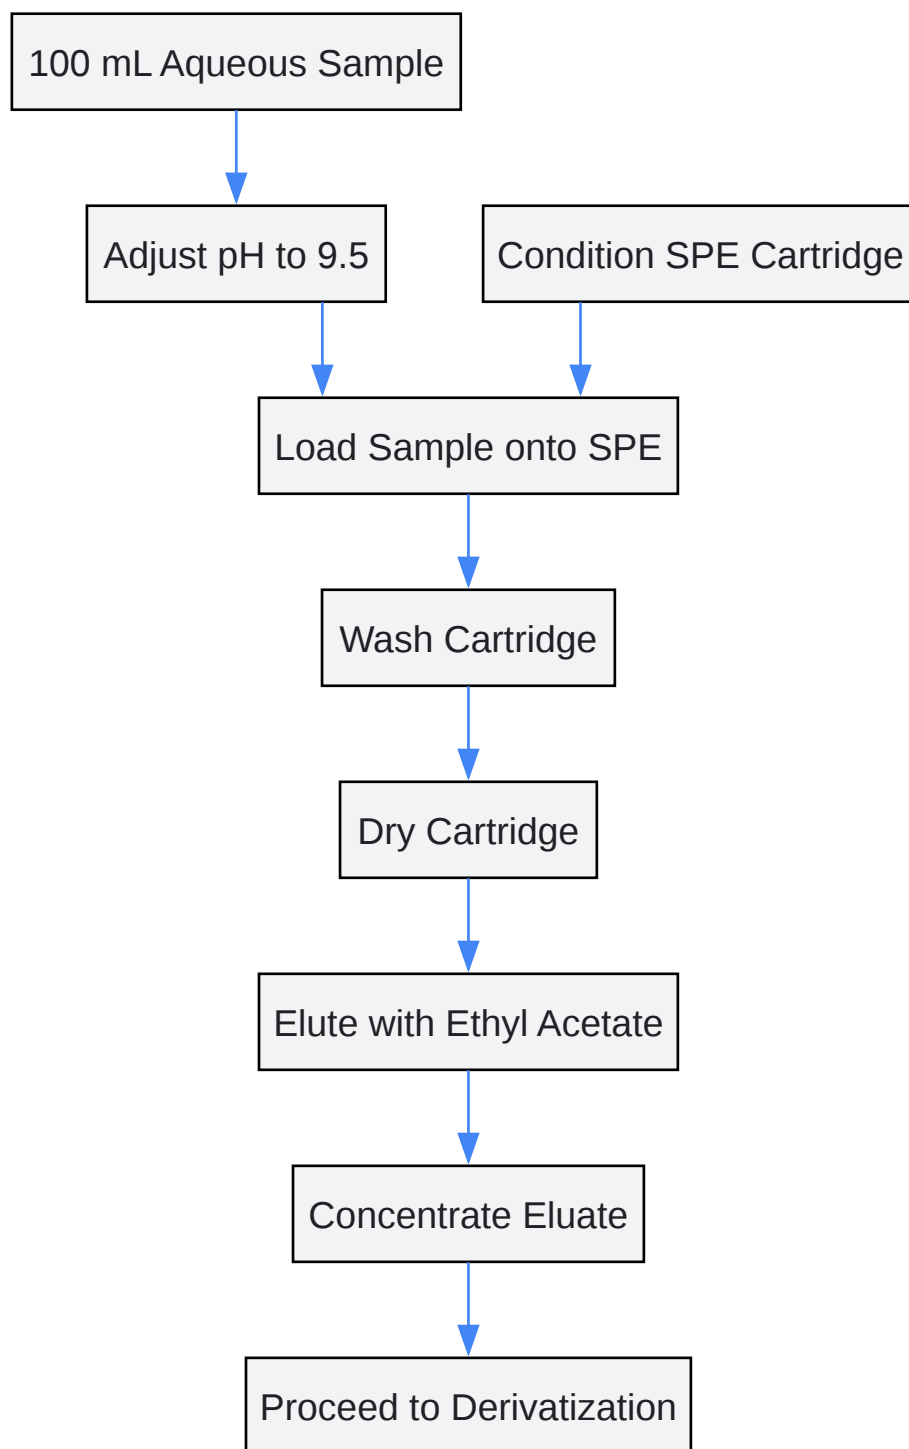 100 mL Aqueous Sample
Adjust pH to 9.5
Condition SPE Cartridge
Load Sample onto SPE
Wash Cartridge
Dry Cartridge
Elute with Ethyl Acetate
Concentrate Eluate
Proceed to Derivatization